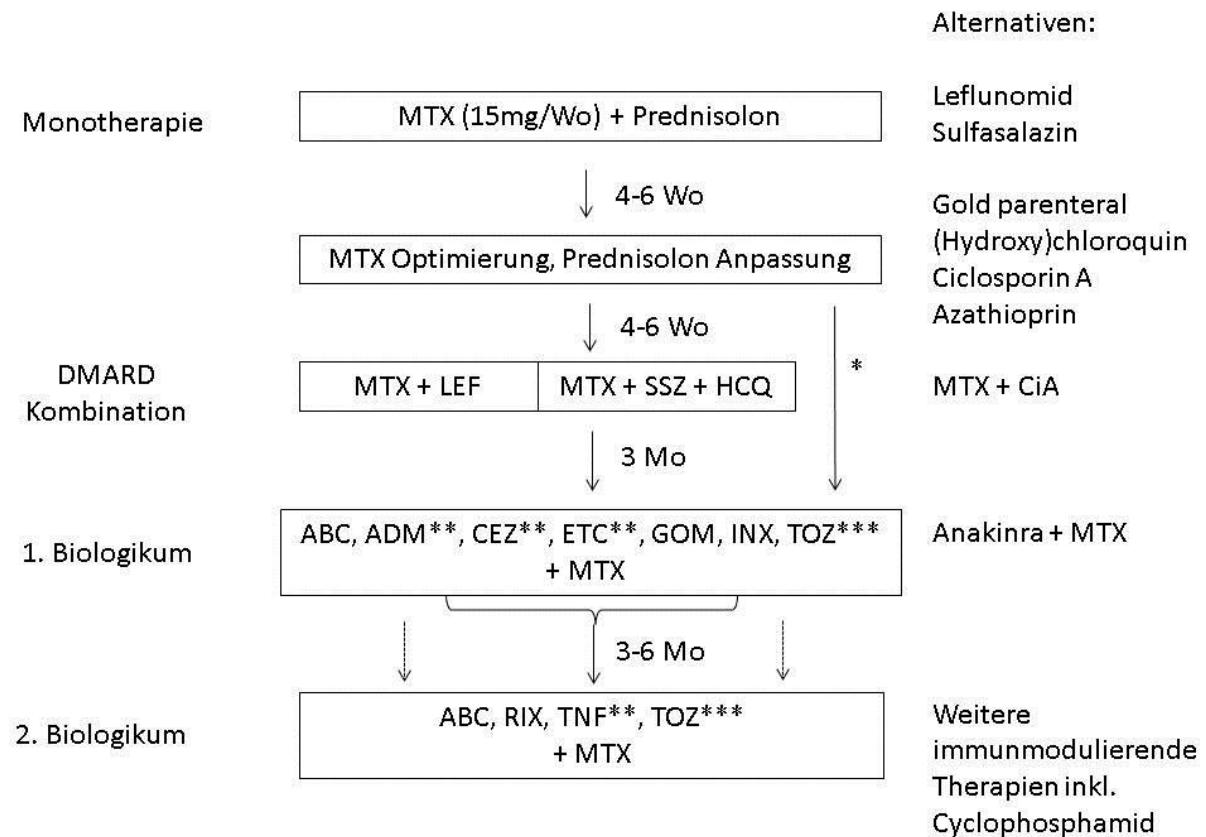 Alternativen:
Monotherapie
MTX (15mg/Wo) + Prednisolon
Leflunomid
Sulfasalazin
4-6 Wo
MTX Optimierung, Prednisolon Anpassung
Gold parenteral
(Hydroxy)chloroquin
Ciclosporin A
Azathioprin
4-6 Wo
*
DMARD
Kombination
MTX + LEF
MTX + SSZ + HCQ
MTX + CiA
3 Mo
1. Biologikum
ABC, ADM**, CEZ**, ETC**, GOM, INX, TOZ***
+ MTX
Anakinra + MTX
3-6 Mo
2. Biologikum
ABC, RIX, TNF**, TOZ***
+ MTX
Weitere
immunmodulierende
Therapien inkl.
Cyclophosphamid